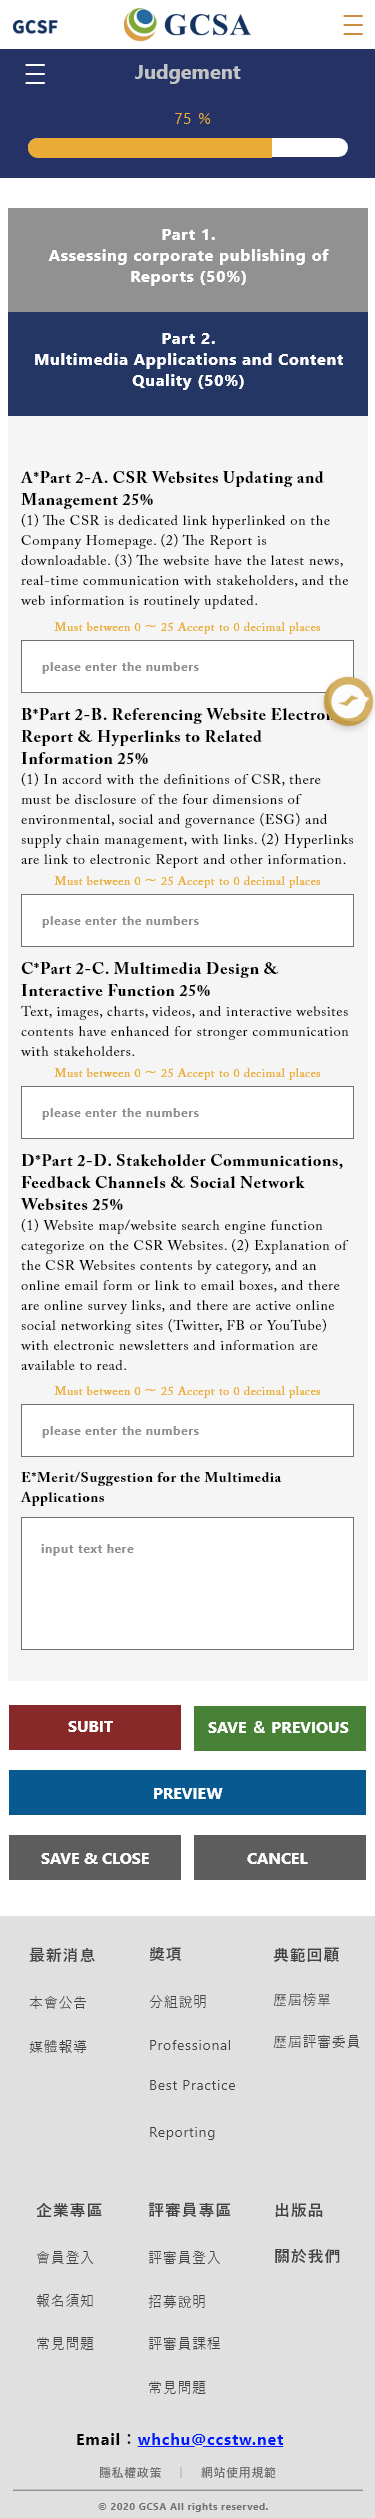 GCSF
GCSA
Judgement
75 %
Part 1.
Assessing corporate publishing of
Reports (50%)
Part 2.
Multimedia Applications and Content
Quality (50%)
A*Part 2-A. CSR Websites Updating and
Management 25%
(1) The CSR is dedicated link hyperlinked on the
Company Homepage. (2) The Report is
downloadable. (3) The website have the latest news,
real-time communication with stakeholders, and the
web information is routinely updated.
Must between 0 ～ 25 Accept to 0 decimal places
please enter the numbers
B*Part 2-B. Referencing Website
Report & Hyperlinks to Related
Information 25%
(1) In accord with the definitions of CSR, there
must be disclosure of the four dimensions of
environmental, social and governance (ESG) and
supply chain management, with links. (2) Hyperlinks
are link to electronic Report and other information.
Must between 0 ～ 25 Accept to 0 decimal places
please enter the numbers
C*Part 2-C. Multimedia Design &
Interactive Function 25%
Text, images, charts, videos, and interactive websites
contents have enhanced for stronger communication
with stakeholders.
Must between 0 ～ 25 Accept to 0 decimal places
please enter the numbers
D*Part 2-D. Stakeholder Communications,
Feedback Channels & Social Network
Websites 25%
(1) Website map/website search engine function
categorize on the CSR Websites. (2) Explanation of
the CSR Websites contents by category, and an
online email form or link to email boxes, and there
are online survey links, and there are active online
social networking sites (Twitter, FB or YouTube)
with electronic newsletters and information are
available to read.
Must between 0 ～ 25 Accept to 0 decimal places
please enter the numbers
E*Merit/Suggestion for the Multimedia
Applications
input text here
SUBIT
SAVE & PREVIOUS
PREVIEW
SAVE & CLOSE
CANCEL
最新消息
本會公告
媒體報導
獎項
分組說明
Professional
Best Practice
Reporting
典範回顧
歷屆榜單
歷屆評審委員
企業專區
會員登入
報名須知
常見問題
評審員專區
評審員登入
招募說明
評審員課程
常見問題
出版品
關於我們
Email：whchu@ccstw.net
隱私權政策 | 網站使用規範
© 2020 GCSA All rights reserved.